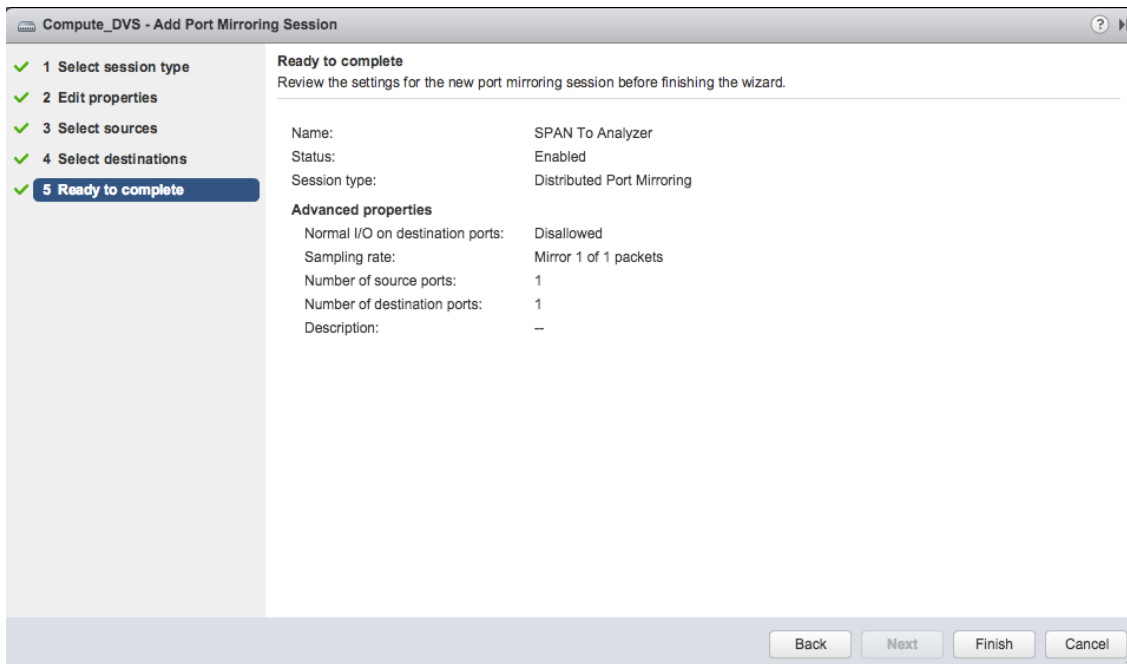 Compute_DVS - Add Port Mirroring Session
?
1 Select session type
2 Edit properties
3 Select sources
4 Select destinations
5 Ready to complete
Ready to complete
Review the settings for the new port mirroring session before finishing the wizard.
Name: SPAN To Analyzer
Status: Enabled
Session type: Distributed Port Mirroring
Advanced properties
Normal I/O on destination ports: Disallowed
Sampling rate: Mirror 1 of 1 packets
Number of source ports: 1
Number of destination ports: 1
Description: --
Back Next Finish Cancel